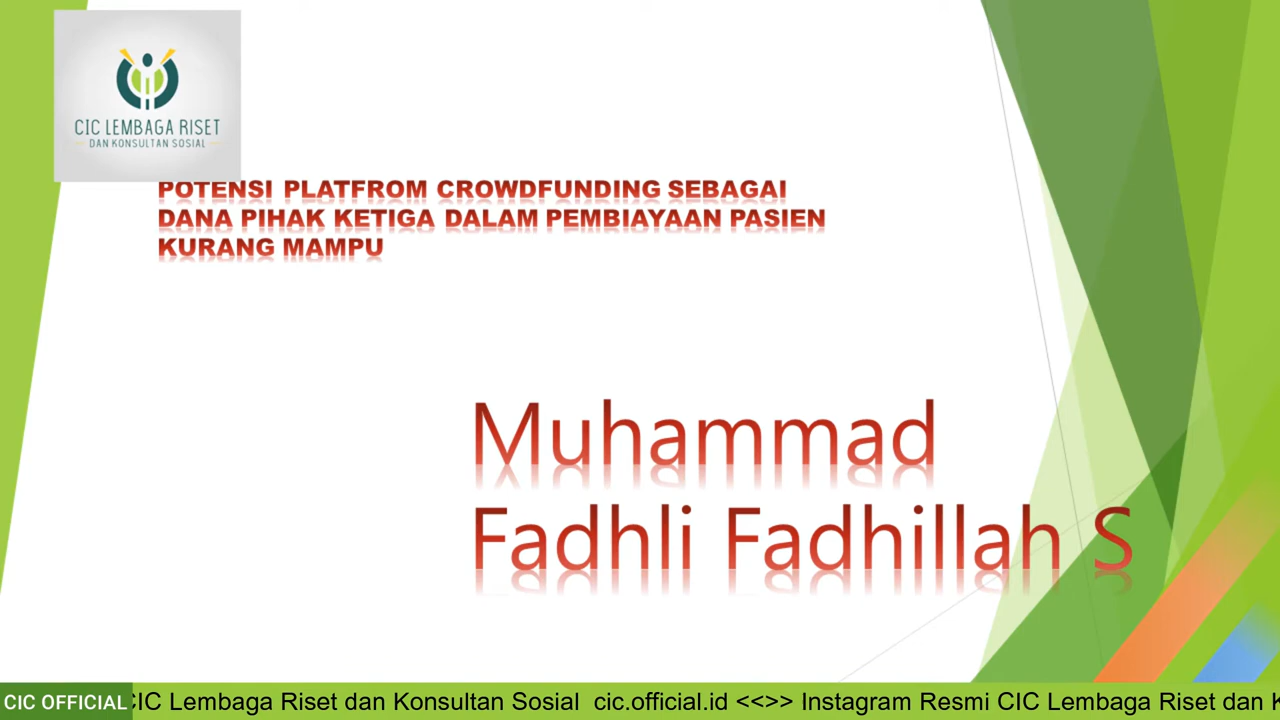 CIC LEMBAGA RISET
DAN KONSULTAN SOSIAL
POTENSI PLATFROM CROWDFUNDING SEBAGAI
DANA PIHAK KETIGA DALAM PEMBIAYAAN PASIEN
KURANG MAMPU
Muhammad
Fadhli Fadhillah S
CIC OFFICIAL CIC Lembaga Riset dan Konsultan Sosial cic.official.id <<>> Instagram Resmi CIC Lembaga Riset dan